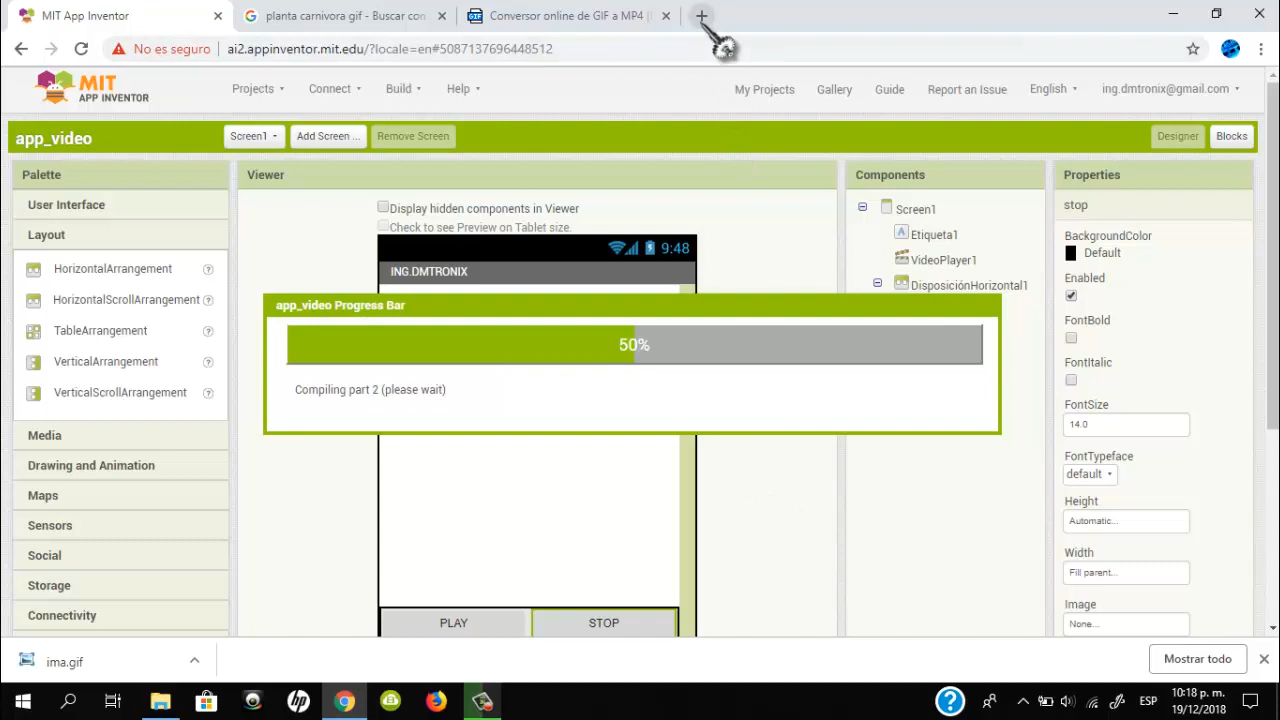 MIT App Inventor
planta carnivora gif - Buscar con
Conversor online de GIF a MP4 [
No es seguro
ai2.appinventor.mit.edu/?locale=en#5087137696448512
MIT
APP INVENTOR
Projects
Connect
Build
Help
My Projects
Gallery
Guide
Report an Issue
English
ing.dmtronix@gmail.com
app_video
Screen1
Add Screen ...
Remove Screen
Designer
Blocks
Palette
User Interface
Layout
HorizontalArrangement
HorizontalScrollArrangement
TableArrangement
VerticalArrangement
VerticalScrollArrangement
Media
Drawing and Animation
Maps
Sensors
Social
Storage
Connectivity
Viewer
Display hidden components in Viewer
Check to see Preview on Tablet size.
9:48
ING.DMTRONIX
app_video Progress Bar
50%
Compiling part 2 (please wait)
PLAY
STOP
Components
Screen1
Etiqueta1
VideoPlayer1
DisposiciónHorizontal1
Properties
stop
BackgroundColor
Default
Enabled
FontBold
FontItalic
FontSize
14.0
FontTypeface
default
Height
Automatic...
Width
Fill parent...
Image
None...
ima.gif
Mostrar todo
ESP
10:18 p. m.
19/12/2018